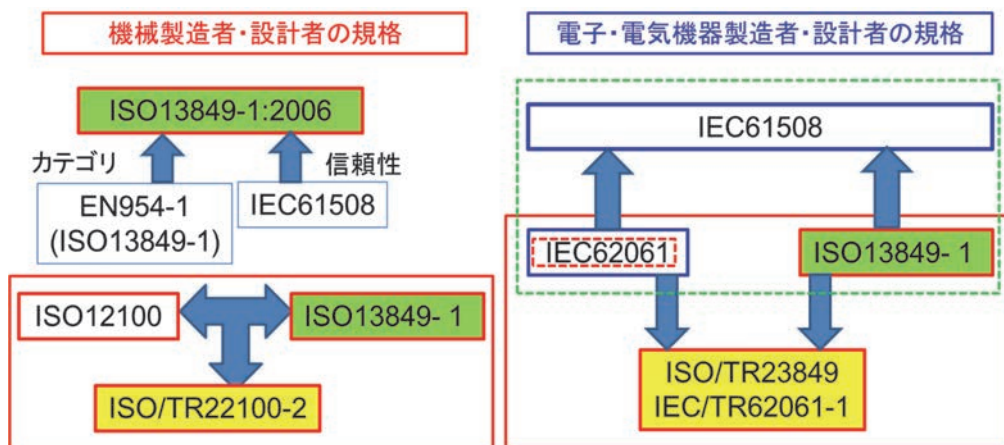 機械製造者・設計者の規格
ISO13849-1:2006
カテゴリ
信頼性
EN954-1
(ISO13849-1)
IEC61508
ISO12100
ISO13849- 1
ISO/TR22100-2
電子・電気機器製造者・設計者の規格
IEC61508
IEC62061
ISO13849- 1
ISO/TR23849
IEC/TR62061-1